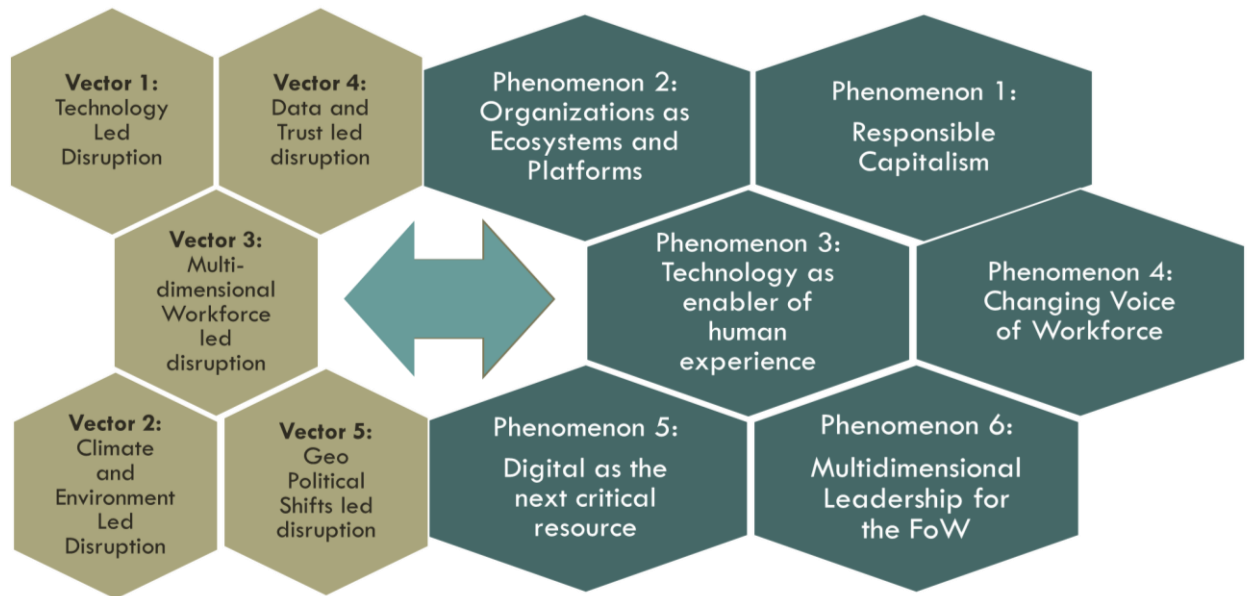 Vector 1:
Technology
Led
Disruption
Vector 4:
Data and
Trust led
disruption
Phenomenon 2:
Organizations as
Ecosystems and
Platforms
Phenomenon 1:
Responsible
Capitalism
Vector 3:
Multi-
dimensional
Workforce
led
disruption
Phenomenon 3:
Technology as
enabler of
human
experience
Phenomenon 4:
Changing Voice
of Workforce
Vector 2:
Climate
and
Environment
Led
Disruption
Vector 5:
Geo
Political
Shifts led
disruption
Phenomenon 5:
Digital as the
next critical
resource
Phenomenon 6:
Multidimensional
Leadership for
the FoW